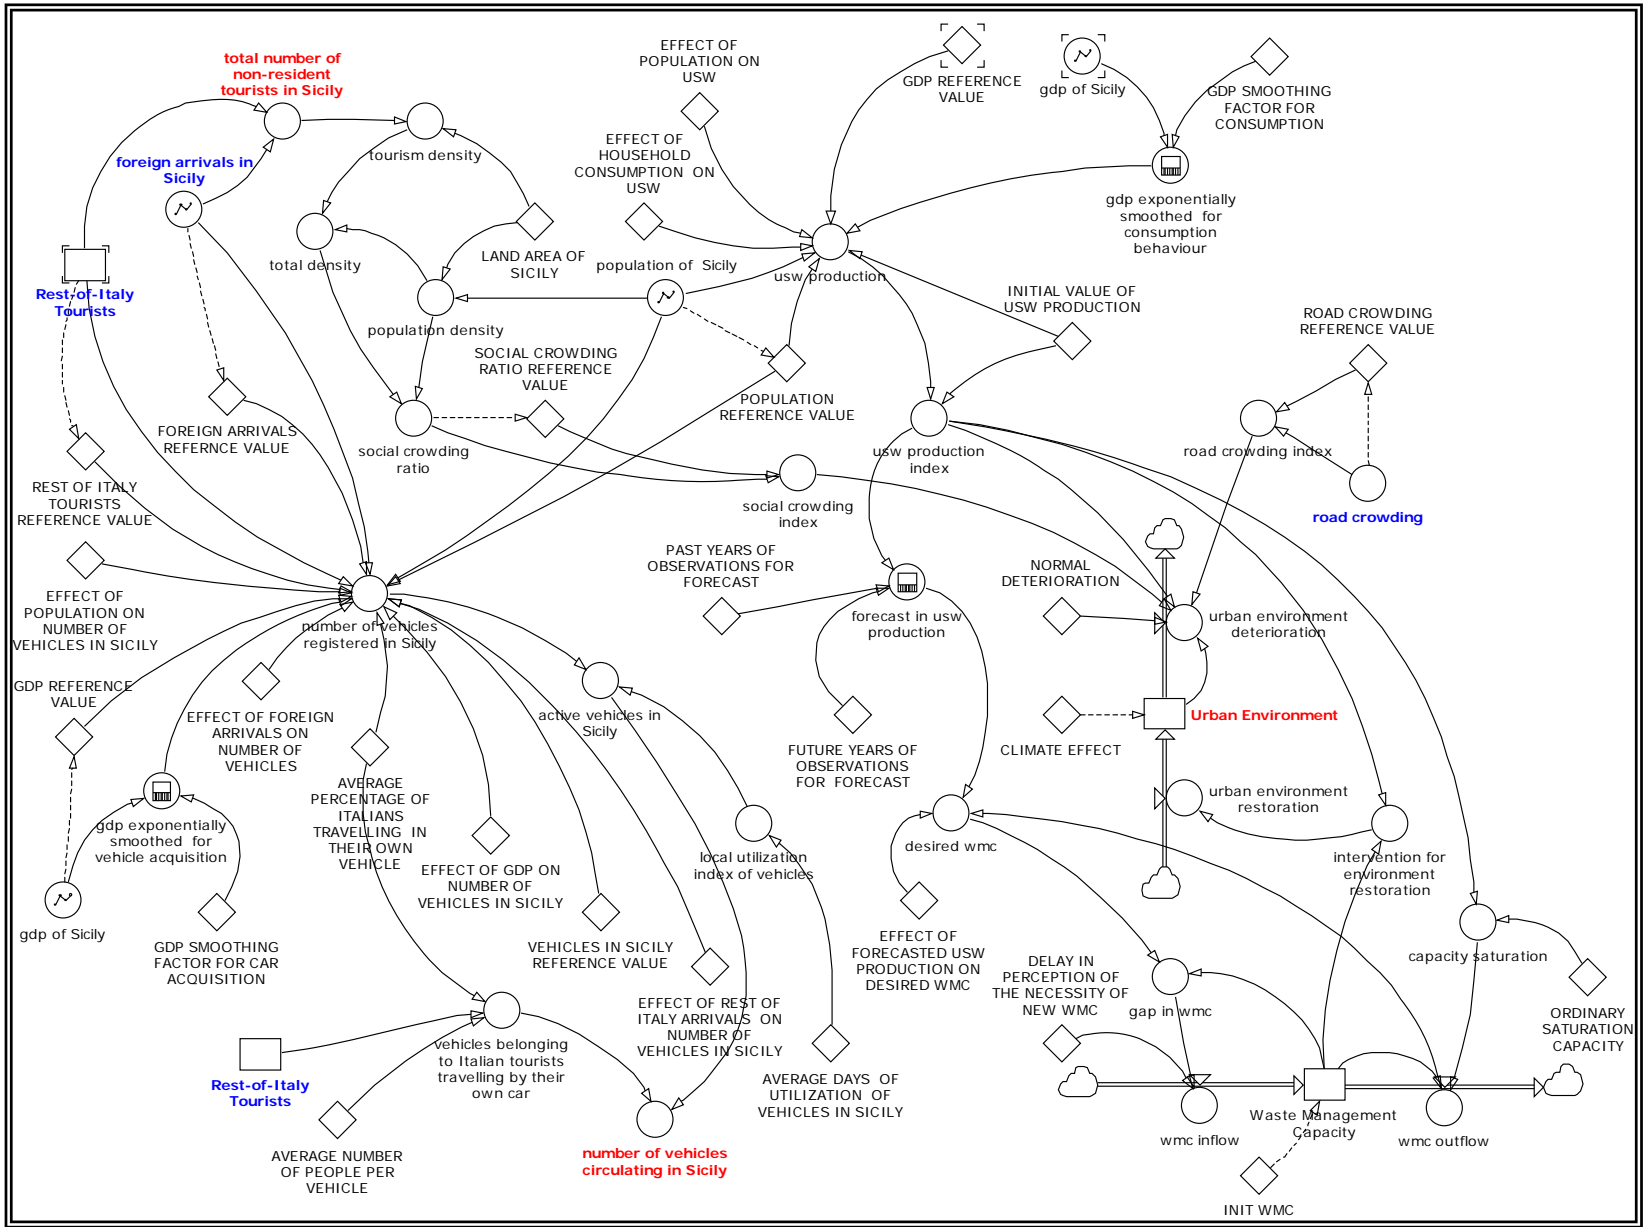 total number of
non-resident
tourists in Sicily
EFFECT OF
POPULATION ON
USW
GDP REFERENCE
VALUE
gdp of Sicily
GDP SMOOTHING
FACTOR FOR
CONSUMPTION
foreign arrivals in
Sicily
tourism density
EFFECT OF
HOUSEHOLD
CONSUMPTION ON
USW
gdp exponentially
smoothed for
consumption
behaviour
Rest-of-Italy
Tourists
total density
LAND AREA OF
SICILY
population of Sicily
usw production
INITIAL VALUE OF
USW PRODUCTION
ROAD CROWDING
REFERENCE VALUE
population density
SOCIAL CROWDING
RATIO REFERENCE
VALUE
POPULATION
REFERENCE VALUE
FOREIGN ARRIVALS
REFERNCE VALUE
social crowding
ratio
usw production
index
road crowding index
REST OF ITALY
TOURISTS
REFERENCE VALUE
social crowding
index
road crowding
EFFECT OF
POPULATION ON
NUMBER OF
VEHICLES IN SICILY
number of vehicles
registered in Sicily
PAST YEARS OF
OBSERVATIONS FOR
FORECAST
forecast in usw
production
NORMAL
DETERIORATION
urban environment
deterioration
GDP REFERENCE
VALUE
EFFECT OF FOREIGN
ARRIVALS ON
NUMBER OF
VEHICLES
active vehicles in
Sicily
FUTURE YEARS OF
OBSERVATIONS
FOR FORECAST
CLIMATE EFFECT
Urban Environment
gdp exponentially
smoothed for
vehicle acquisition
AVERAGE
PERCENTAGE OF
ITALIANS
TRAVELLING IN
THEIR OWN
VEHICLE
EFFECT OF GDP ON
NUMBER OF
VEHICLES IN SICILY
local utilization
index of vehicles
desired wmc
urban environment
restoration
intervention for
environment
restoration
gdp of Sicily
GDP SMOOTHING
FACTOR FOR CAR
ACQUISITION
VEHICLES IN SICILY
REFERENCE VALUE
EFFECT OF
FORECASTED USW
PRODUCTION ON
DESIRED WMC
DELAY IN
PERCEPTION OF
THE NECESSITY OF
NEW WMC
capacity saturation
EFFECT OF REST OF
ITALY ARRIVALS ON
NUMBER OF
VEHICLES IN SICILY
gap in wmc
ORDINARY
SATURATION
CAPACITY
vehicles belonging
to Italian tourists
travelling by their
own car
Rest-of-Italy
Tourists
AVERAGE DAYS OF
UTILIZATION OF
VEHICLES IN SICILY
wmc inflow
Waste Management
Capacity
wmc outflow
AVERAGE NUMBER
OF PEOPLE PER
VEHICLE
number of vehicles
circulating in Sicily
INIT WMC